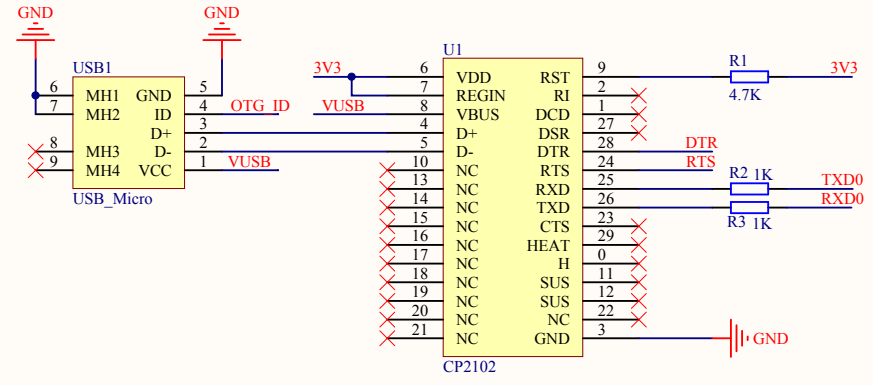 GND
GND
USB1
6 MH1 GND 5
7 MH2 ID 4 OTG_ID
D+ 3
8 MH3 D- 2
9 MH4 VCC 1 VUSB
USB_Micro
U1
3V3 6 VDD RST 9 R1 4.7K 3V3
7 REGIN RI 2
VUSB 8 VBUS DCD 1
4 D+ DSR 27
5 D- DTR 28 DTR
10 NC RTS 24 RTS
13 NC RXD 25 R2 1K TXD0
14 NC TXD 26 R3 1K RXD0
15 NC CTS 23
16 NC HEAT 29
17 NC H 0
18 NC SUS 11
19 NC SUS 12
20 NC NC 22
21 NC GND 3 GND
CP2102